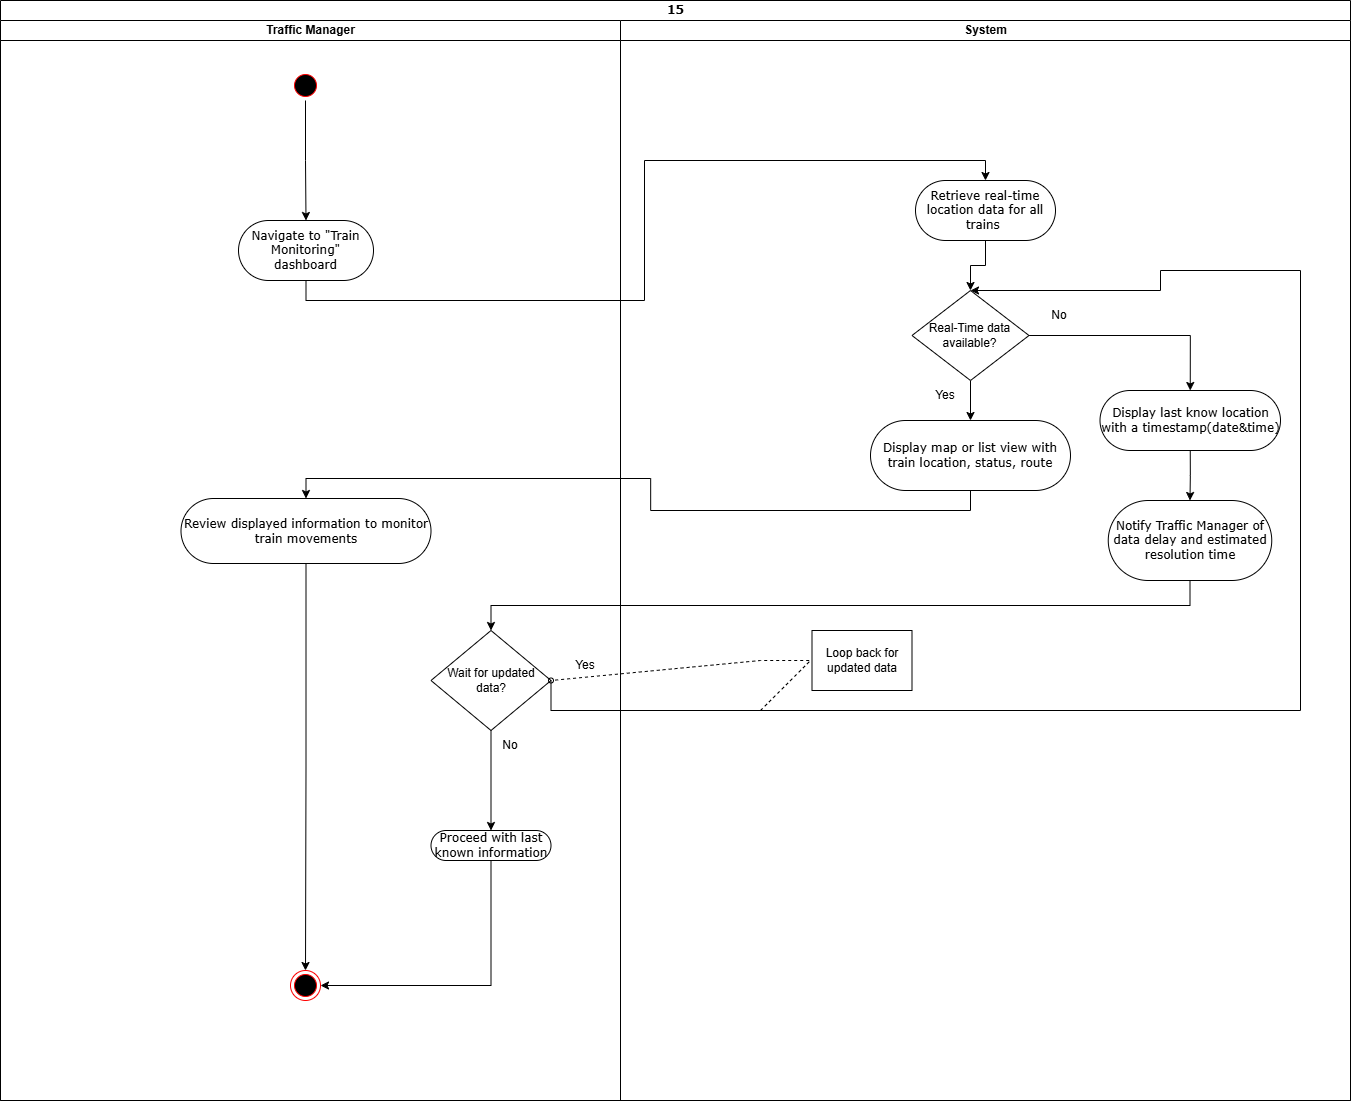 15
Traffic Manager
System
Retrieve real-time
location data for all
trains
Navigate to "Train
Monitoring"
dashboard
No
Real-Time data
available?
Yes
Display last know location
with a timestamp(date&time)
Display map or list view with
train location, status, route
Review displayed information to monitor
train movements
Notify Traffic Manager of
data delay and estimated
resolution time
Loop back for
updated data
Yes
Wait for updated
data?
No
Proceed with last
known information